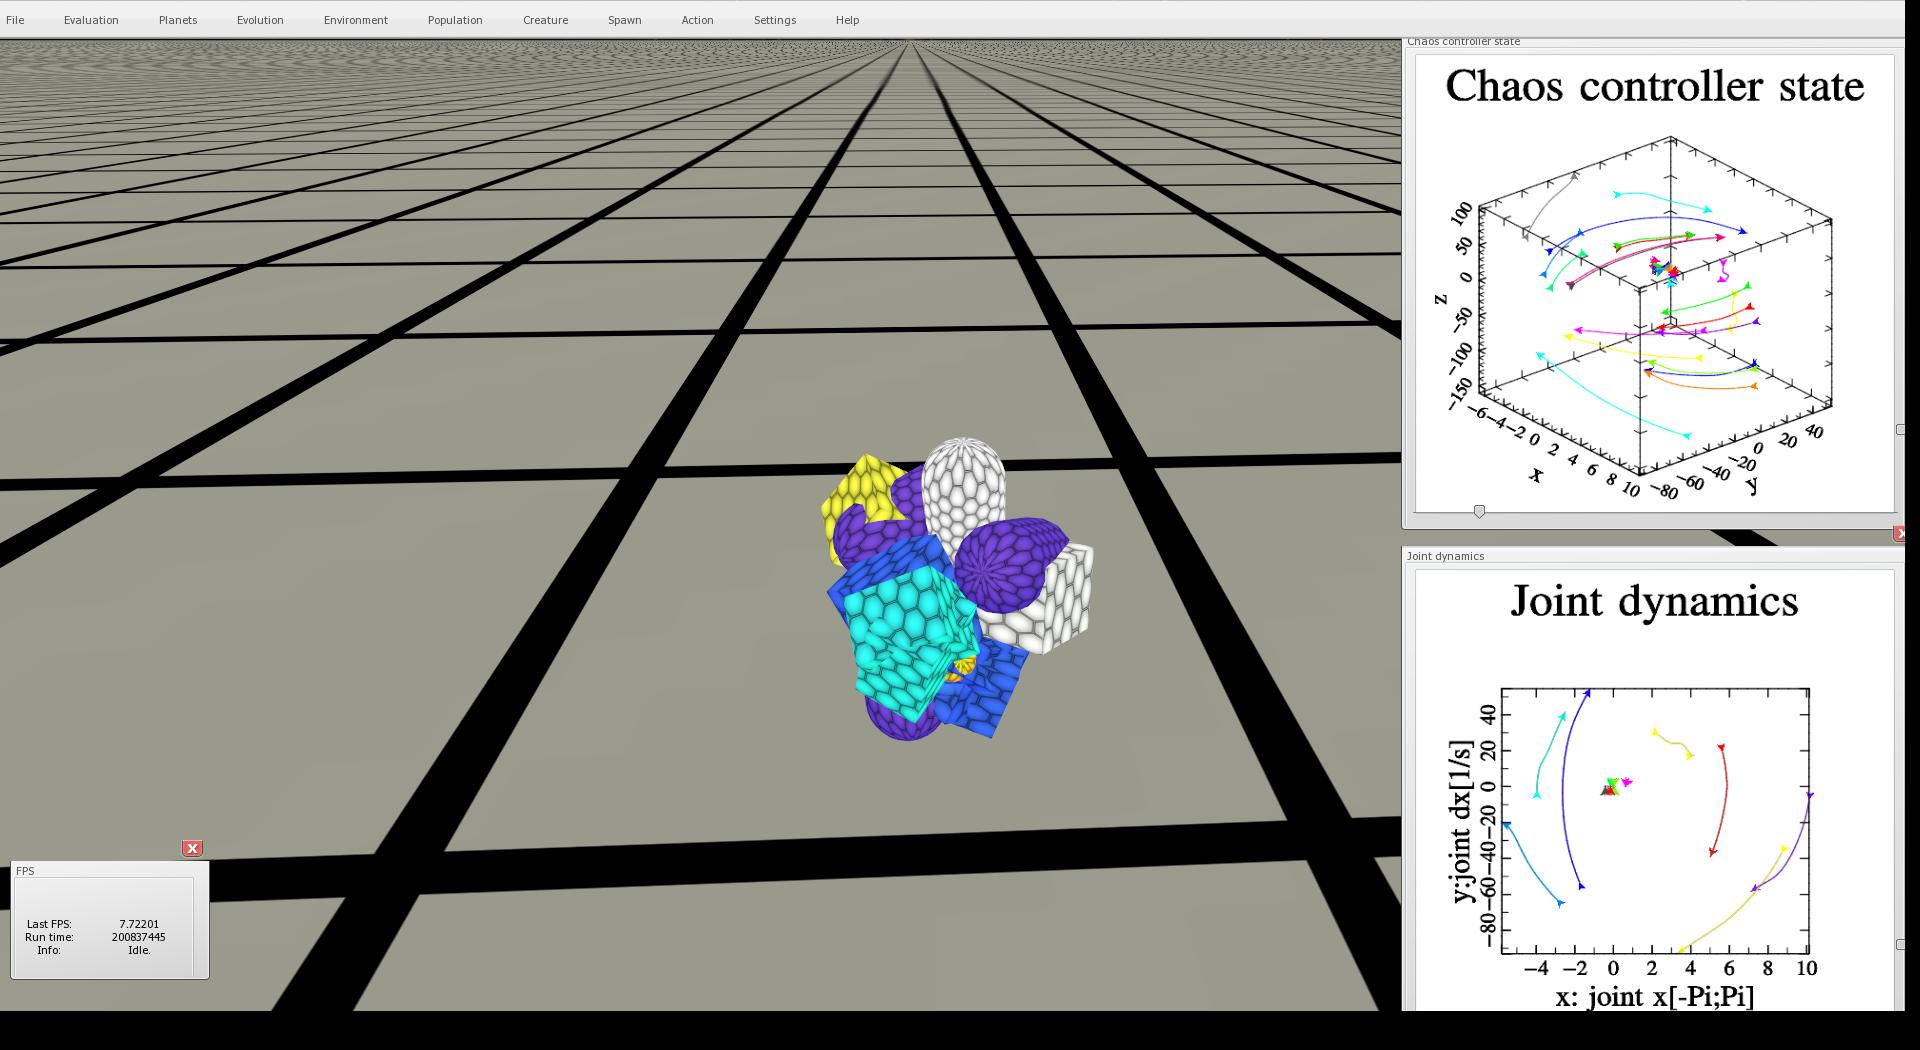 File Evaluation Planets Evolution Environment Population Creature Spawn Action Settings Help
Chaos controller state
Chaos controller state
100
50
0
−50
−100
−150
z
−6 −4 −2 0 2 4 6 8 10
x
−80 −60 −40 −20 0 20 40
y
Joint dynamics
Joint dynamics
40
20
0
−20
−40
−60
−80
y:joint dx[1/s]
−4 −2 0 2 4 6 8 10
x: joint x[-Pi;Pi]
FPS
Last FPS: 7.72201
Run time: 200837445
Info: Idle.